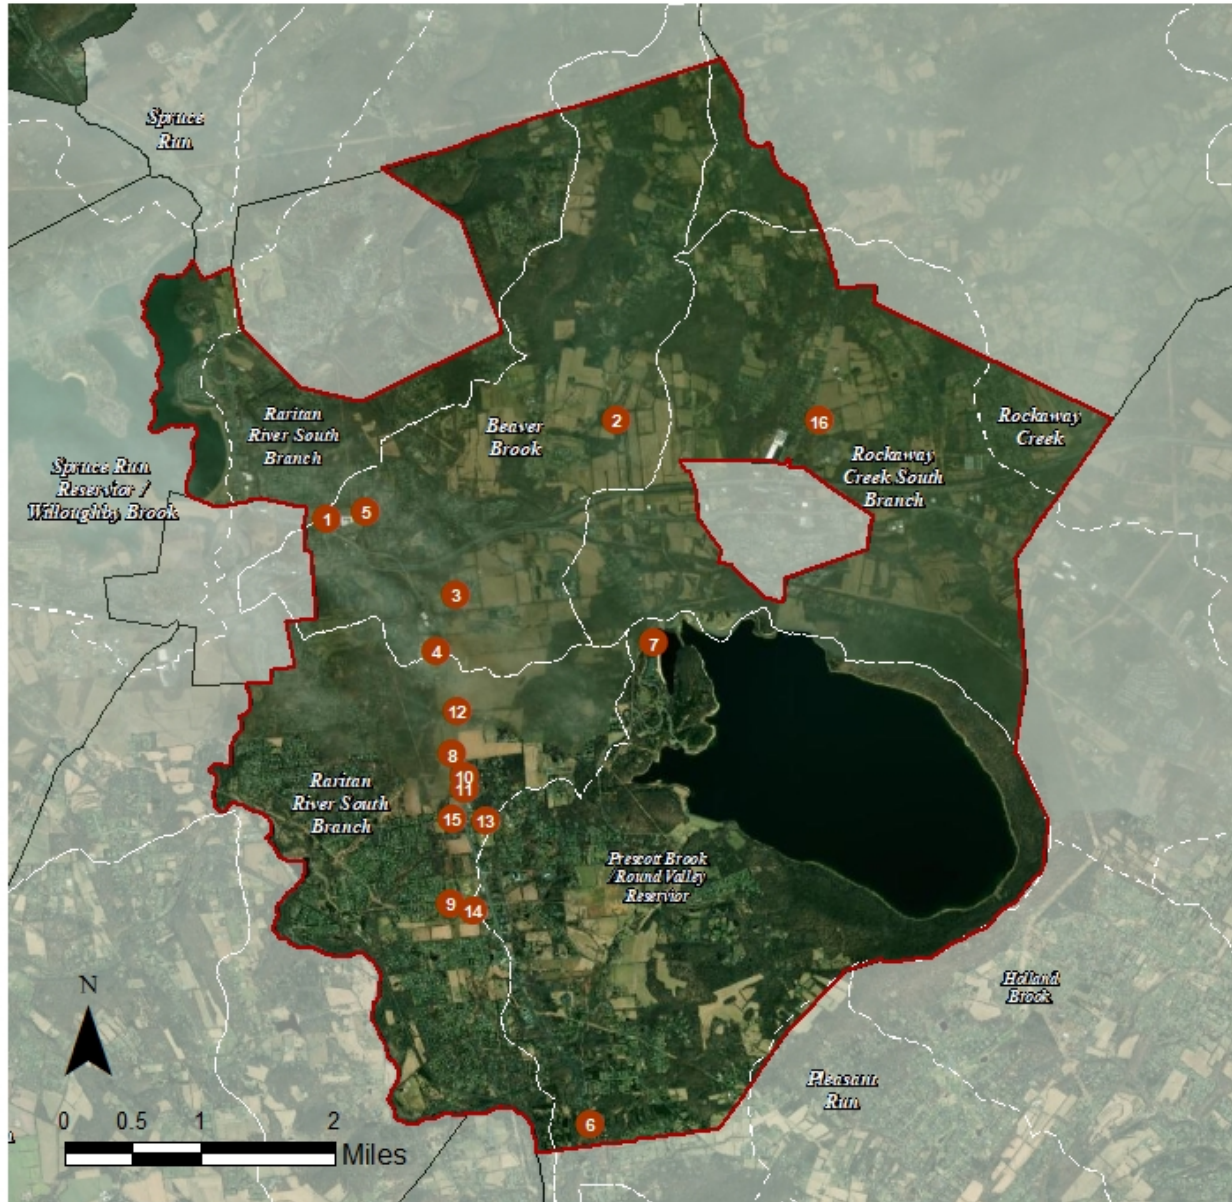 Spruce
Run
Raritan
River South
Branch
Beaver
Brook
2
16
Rockaway
Creek
Rockaway
Creek South
Branch
Spruce Run
Reservior /
Willoughby Brook
1
5
3
4
7
12
8
10
11
15
13
Raritan
River South
Branch
Prescott Brook
/Round Valley
Reservior
9
14
Holland
Brook
N
Pleasant
Run
6
0 0.5 1 2
Miles